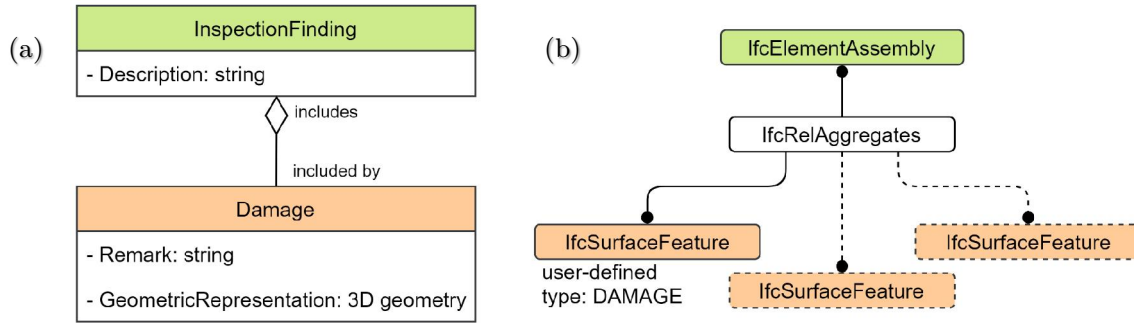 (a)
InspectionFinding
- Description: string
includes
included by
Damage
- Remark: string
- GeometricRepresentation: 3D geometry
(b)
IfcElementAssembly
IfcRelAggregates
IfcSurfaceFeature
user-defined
type: DAMAGE
IfcSurfaceFeature
IfcSurfaceFeature